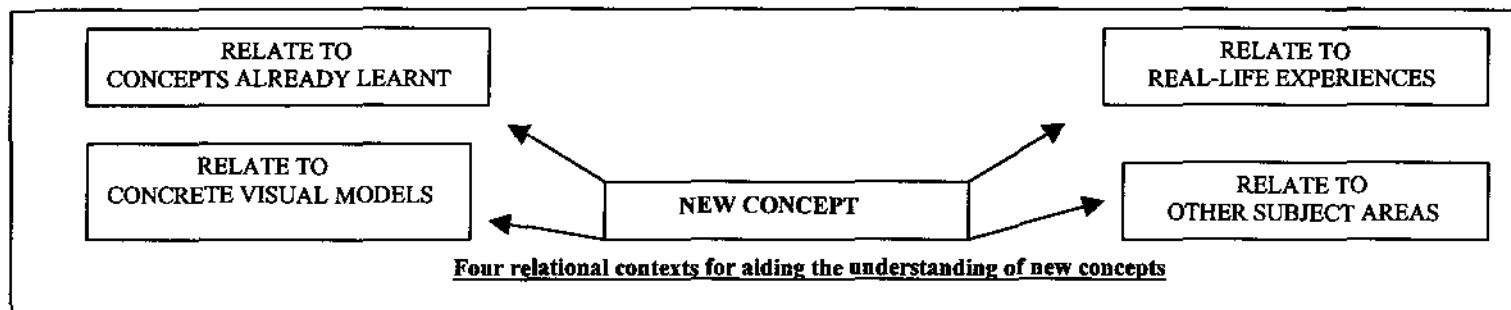 RELATE TO
CONCEPTS ALREADY LEARNT
RELATE TO
REAL-LIFE EXPERIENCES
RELATE TO
CONCRETE VISUAL MODELS
NEW CONCEPT
RELATE TO
OTHER SUBJECT AREAS
Four relational contexts for aiding the understanding of new concepts